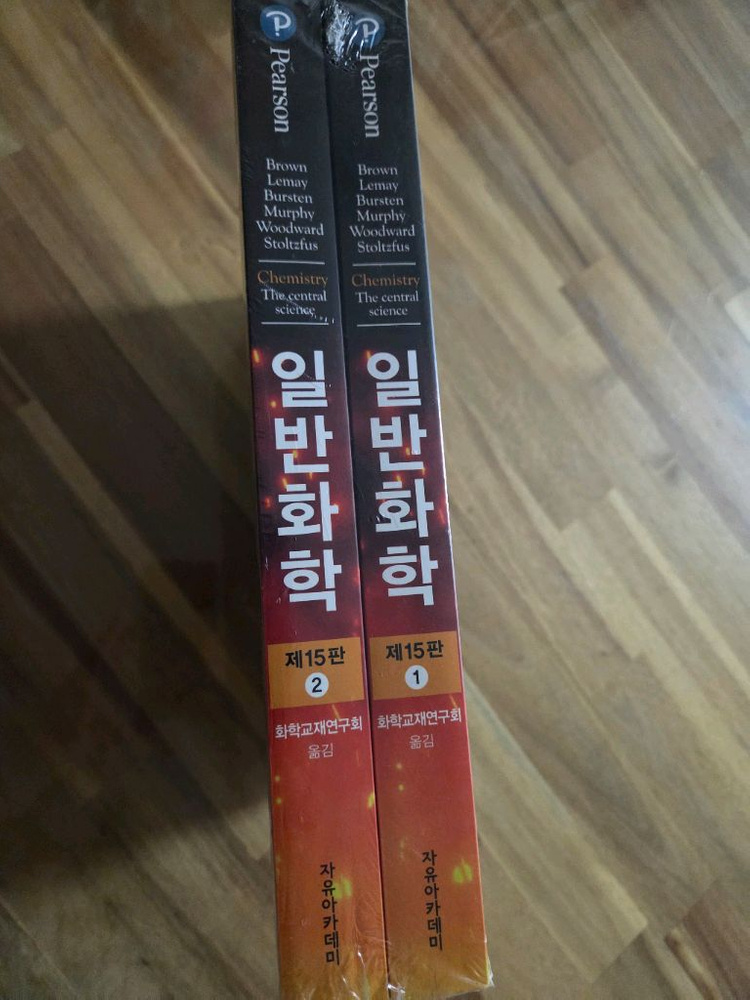 Pearson
Brown
Lemay
Bursten
Murphy
Woodward
Stoltzfus
Chemistry
The central
science
일반화학
제15판
2
화학교재연구회
옮김
자유아카데미
Pearson
Brown
Lemay
Bursten
Murphy
Woodward
Stoltzfus
Chemistry
The central
science
일반화학
제15판
1
화학교재연구회
옮김
자유아카데미